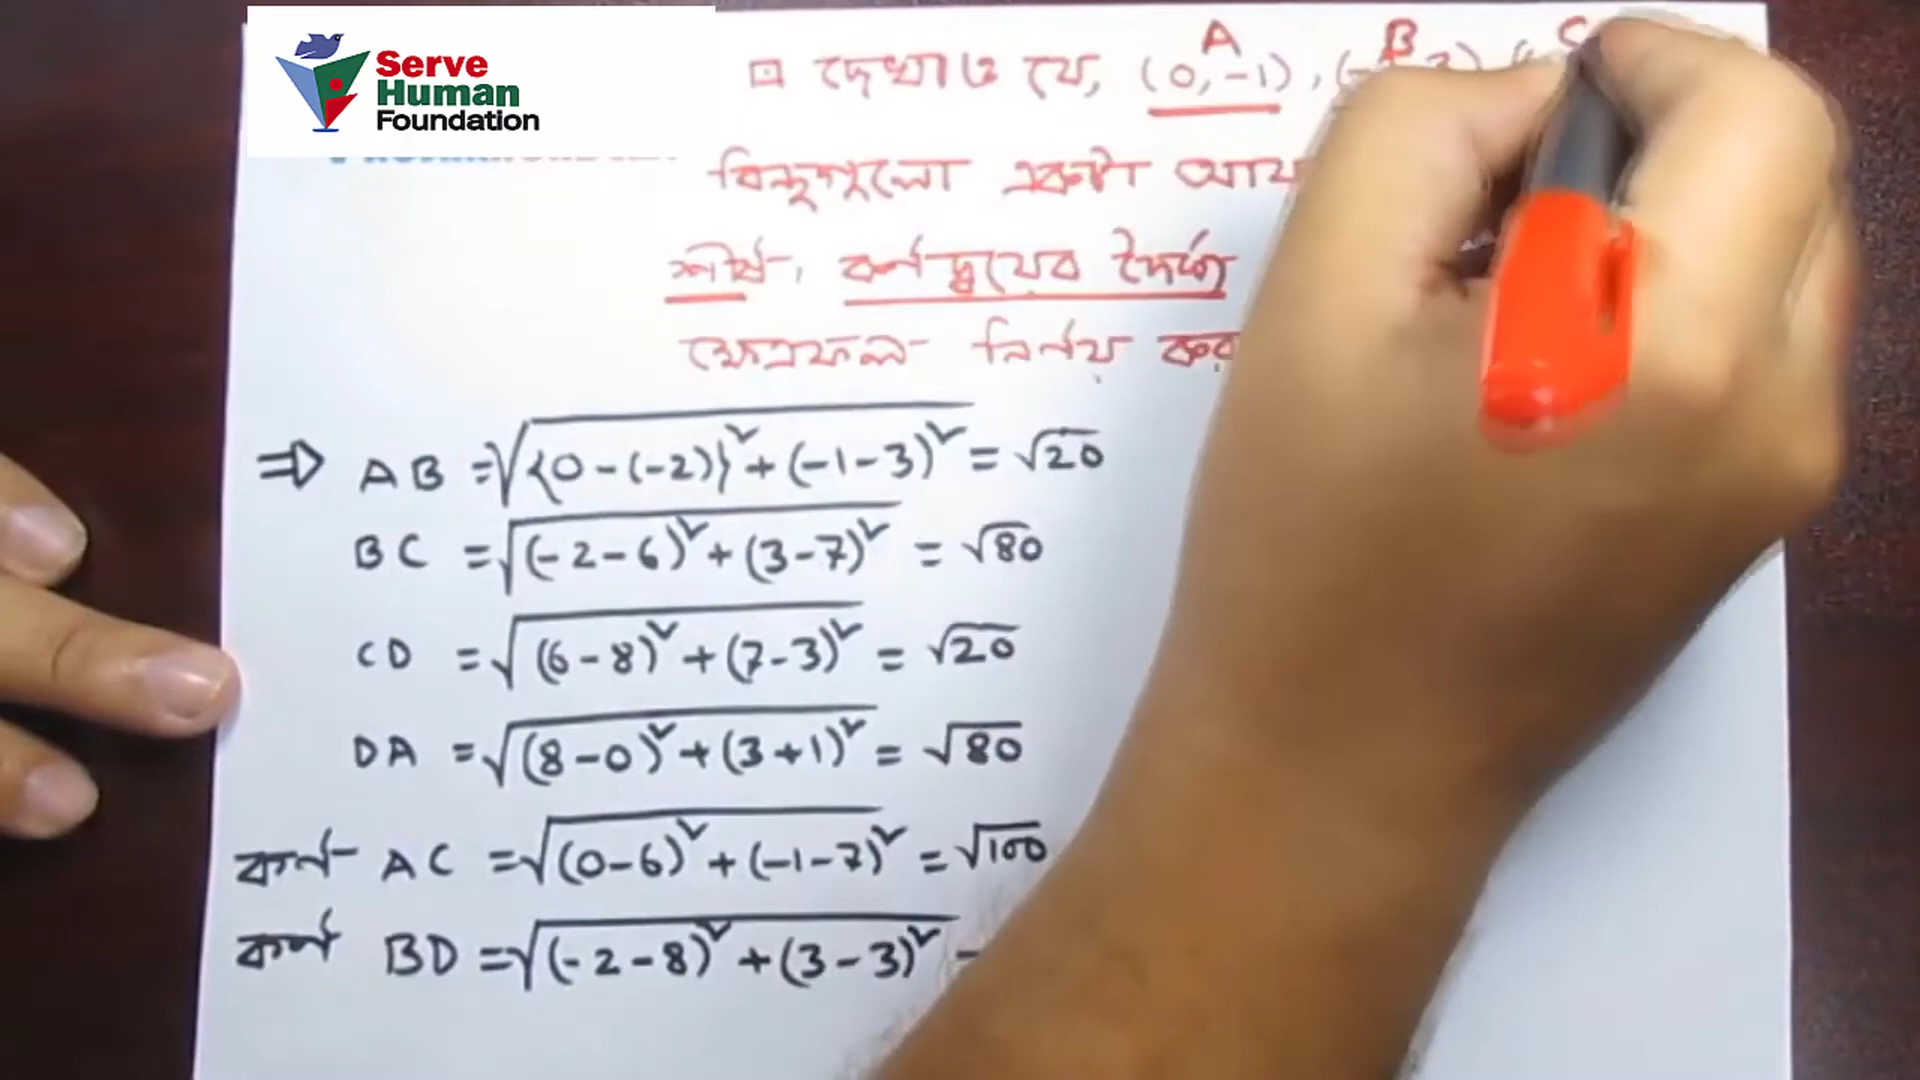 Serve
Human
Foundation
A B C
□ দেখাও যে, (0,-1), (
বিন্দুগুলো একটা আয
শীর্ষ। কর্ণদ্বয়ের দৈর্ঘ্য
ক্ষেত্রফল নির্ণয় কর
⇒ AB = √{0-(-2)}² + (-1-3)² = √20
BC = √(-2-6)² + (3-7)² = √80
CD = √(6-8)² + (7-3)² = √20
DA = √(8-0)² + (3+1)² = √80
কর্ণ AC = √(0-6)² + (-1-7)² = √100
কর্ণ BD = √(-2-8)² + (3-3)²